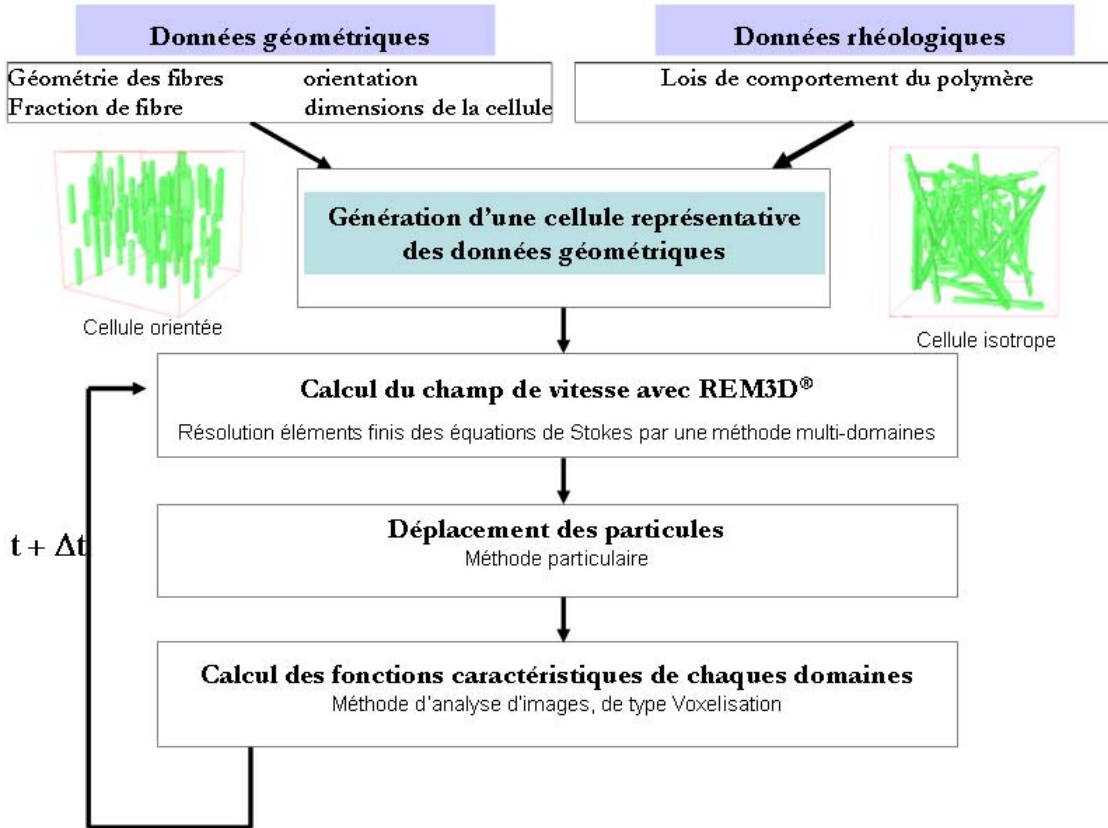 Données géométriques
Données rhéologiques
Géométrie des fibres orientation
Fraction de fibre dimensions de la cellule
Lois de comportement du polymère
Génération d'une cellule représentative
des données géométriques
Cellule orientée
Cellule isotrope
Calcul du champ de vitesse avec REM3D®
Résolution éléments finis des équations de Stokes par une méthode multi-domaines
Déplacement des particules
Méthode particulaire
t + Δt
Calcul des fonctions caractéristiques de chaques domaines
Méthode d'analyse d'images, de type Voxelisation